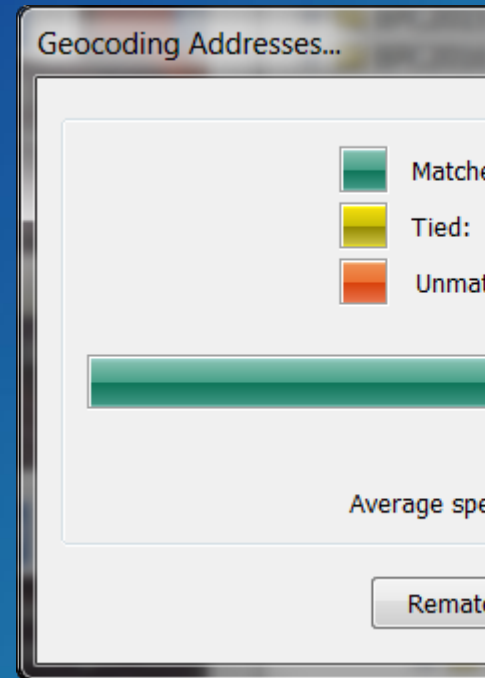 Geocoding Addresses...
Matche
Tied:
Unmat
Average spe
Remat